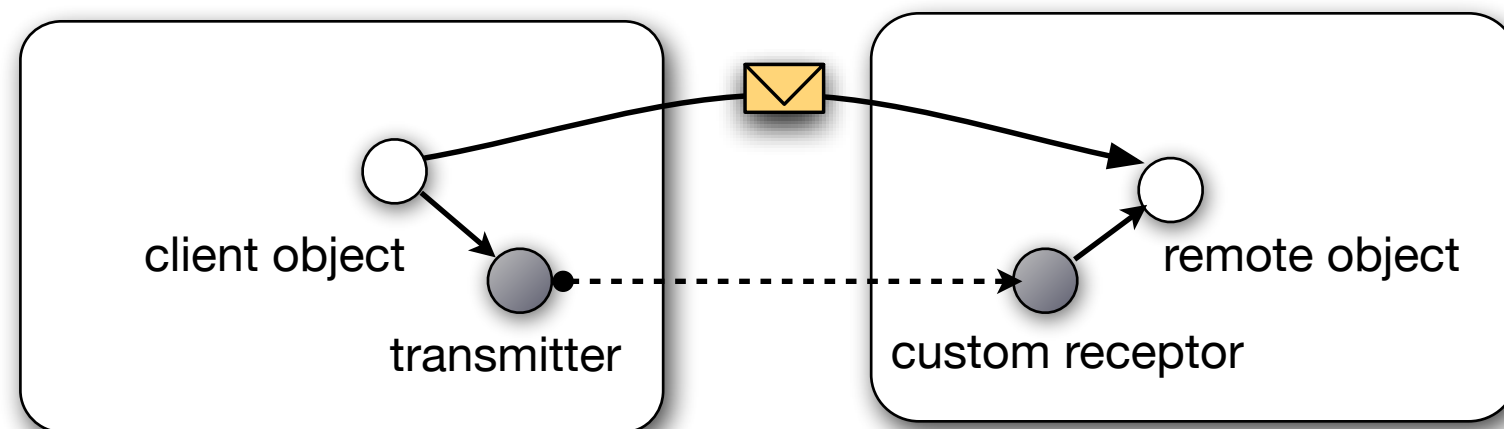 client object
remote object
transmitter
custom receptor